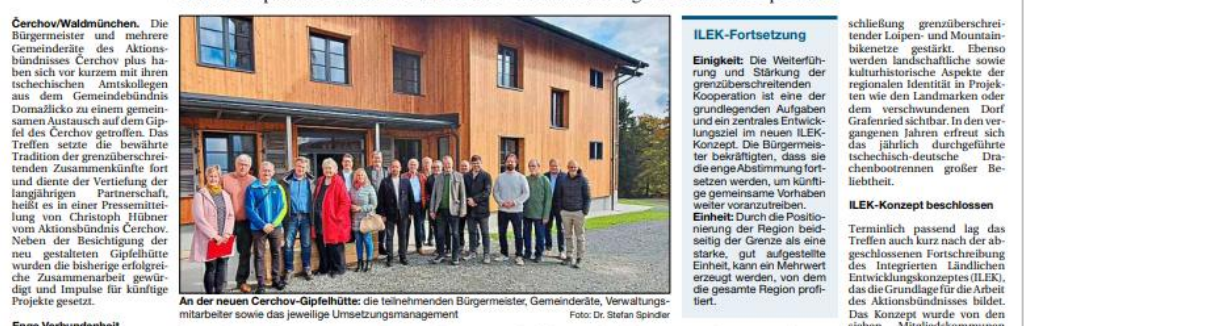 Čerchov/Waldmünchen. Die
Bürgermeister und mehrere
Gemeinderäte des Aktions-
bündnisses Čerchov plus ha-
ben sich vor kurzem mit ihren
tschechischen Amtskollegen
aus dem Gemeindebündnis
Domažlicko zu einem gemein-
samen Austausch auf dem Gip-
fel des Čerchov getroffen. Das
Treffen setzte die bewährte
Tradition der grenzüberschrei-
tenden Zusammenkünfte fort
und diente der Vertiefung der
langjährigen Partnerschaft,
heißt es in einer Pressemittei-
lung von Christoph Hübner
vom Aktionsbündnis Čerchov.
Neben der Besichtigung der
neu gestalteten Gipfelhütte
wurden die bisherige erfolgrei-
che Zusammenarbeit gewür-
digt und Impulse für künftige
Projekte gesetzt.
An der neuen Cerchov-Gipfelhütte: die teilnehmenden Bürgermeister, Gemeinderäte, Verwaltungs-
mitarbeiter sowie das jeweilige Umsetzungsmanagement
Foto: Dr. Stefan Spindler
ILEK-Fortsetzung
Einigkeit: Die Weiterfüh-
rung und Stärkung der
grenzüberschreitenden
Kooperation ist eine der
grundlegenden Aufgaben
und ein zentrales Entwick-
lungsziel im neuen ILEK-
Konzept. Die Bürgermeis-
ter bekräftigten, dass sie
die enge Abstimmung fort-
setzen werden, um künfti-
ge gemeinsame Vorhaben
weiter voranzutreiben.
Einheit: Durch die Positio-
nierung der Region beid-
seitig der Grenze als eine
starke, gut aufgestellte
Einheit, kann ein Mehrwert
erzeugt werden, von dem
die gesamte Region profi-
tiert.
schließung grenzüberschrei-
tender Loipen- und Mountain-
bikenetze gestärkt. Ebenso
werden landschaftliche sowie
kulturhistorische Aspekte der
regionalen Identität in Projek-
ten wie den Landmarken oder
dem verschwundenen Dorf
Grafenried sichtbar. In den ver-
gangenen Jahren erfreut sich
das jährlich durchgeführte
tschechisch-deutsche Dra-
chenbootrennen großer Be-
liebtheit.
ILEK-Konzept beschlossen
Terminlich passend lag das
Treffen auch kurz nach der ab-
geschlossenen Fortschreibung
des Integrierten Ländlichen
Entwicklungskonzeptes (ILEK),
das die Grundlage für die Arbeit
des Aktionsbündnisses bildet.
Das Konzept wurde von den